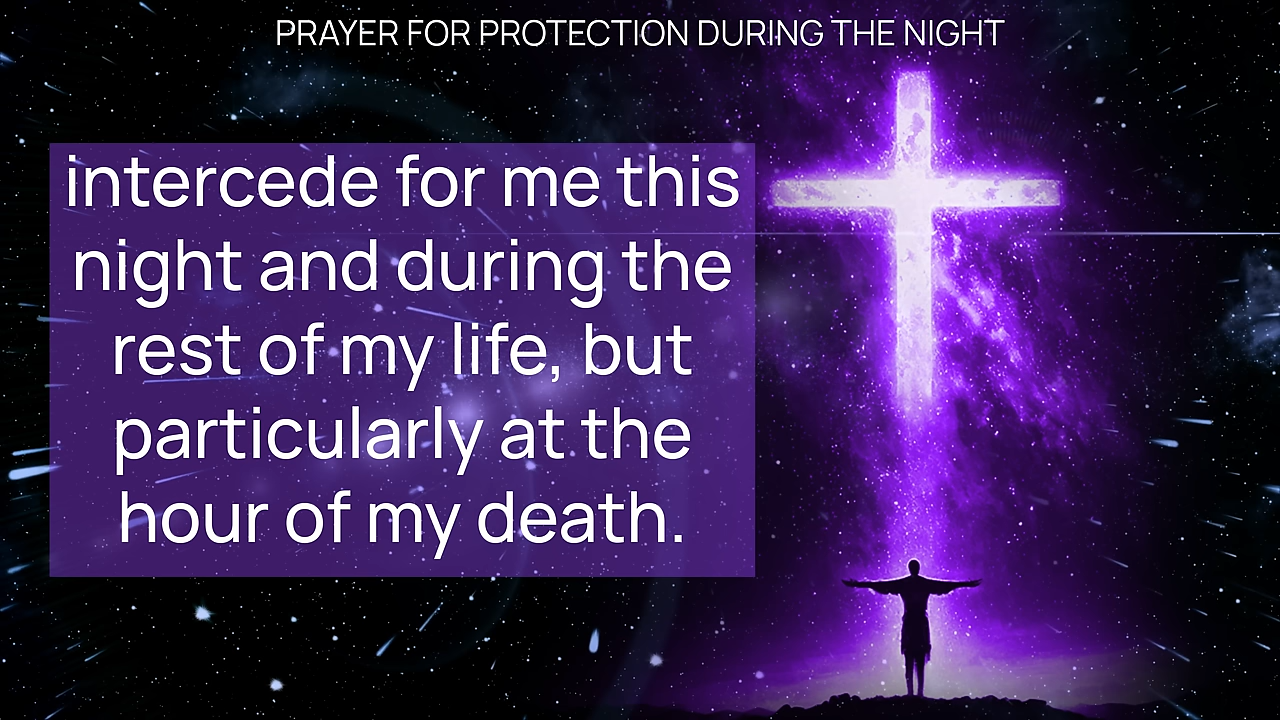 PRAYER FOR PROTECTION DURING THE NIGHT
intercede for me this
night and during the
rest of my life, but
particularly at the
hour of my death.